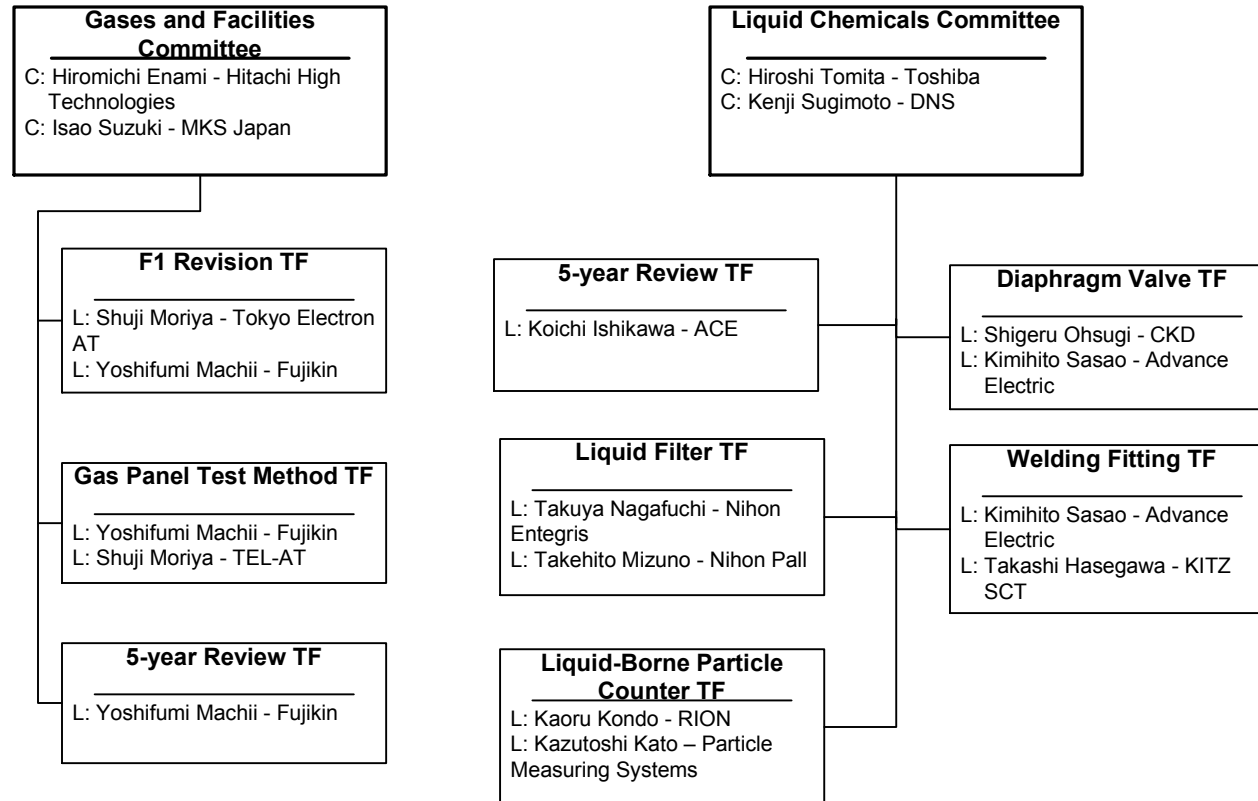 Gases and Facilities
Committee
C: Hiromichi Enami - Hitachi High
Technologies
C: Isao Suzuki - MKS Japan
F1 Revision TF
L: Shuji Moriya - Tokyo Electron
AT
L: Yoshifumi Machii - Fujikin
Gas Panel Test Method TF
L: Yoshifumi Machii - Fujikin
L: Shuji Moriya - TEL-AT
5-year Review TF
L: Yoshifumi Machii - Fujikin
Liquid Chemicals Committee
C: Hiroshi Tomita - Toshiba
C: Kenji Sugimoto - DNS
5-year Review TF
L: Koichi Ishikawa - ACE
Liquid Filter TF
L: Takuya Nagafuchi - Nihon
Entegris
L: Takehito Mizuno - Nihon Pall
Liquid-Borne Particle
Counter TF
L: Kaoru Kondo - RION
L: Kazutoshi Kato – Particle
Measuring Systems
Diaphragm Valve TF
L: Shigeru Ohsugi - CKD
L: Kimihito Sasao - Advance
Electric
Welding Fitting TF
L: Kimihito Sasao - Advance
Electric
L: Takashi Hasegawa - KITZ
SCT